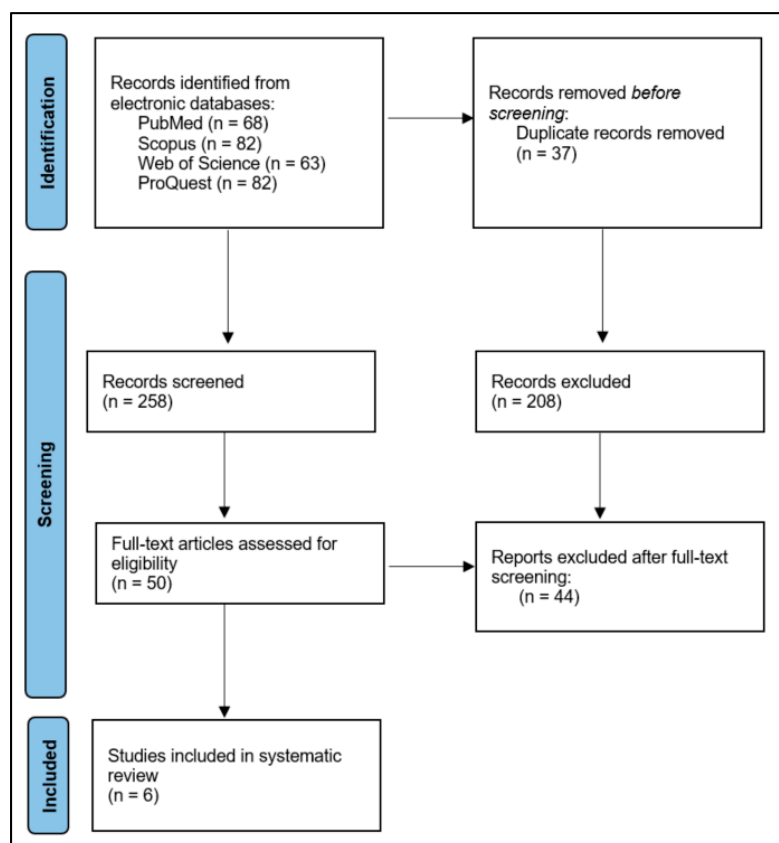 Identification
Records identified from
electronic databases:
PubMed (n = 68)
Scopus (n = 82)
Web of Science (n = 63)
ProQuest (n = 82)
Records removed before
screening:
Duplicate records removed
(n = 37)
Screening
Records screened
(n = 258)
Records excluded
(n = 208)
Full-text articles assessed for
eligibility
(n = 50)
Reports excluded after full-text
screening:
(n = 44)
Included
Studies included in systematic
review
(n = 6)